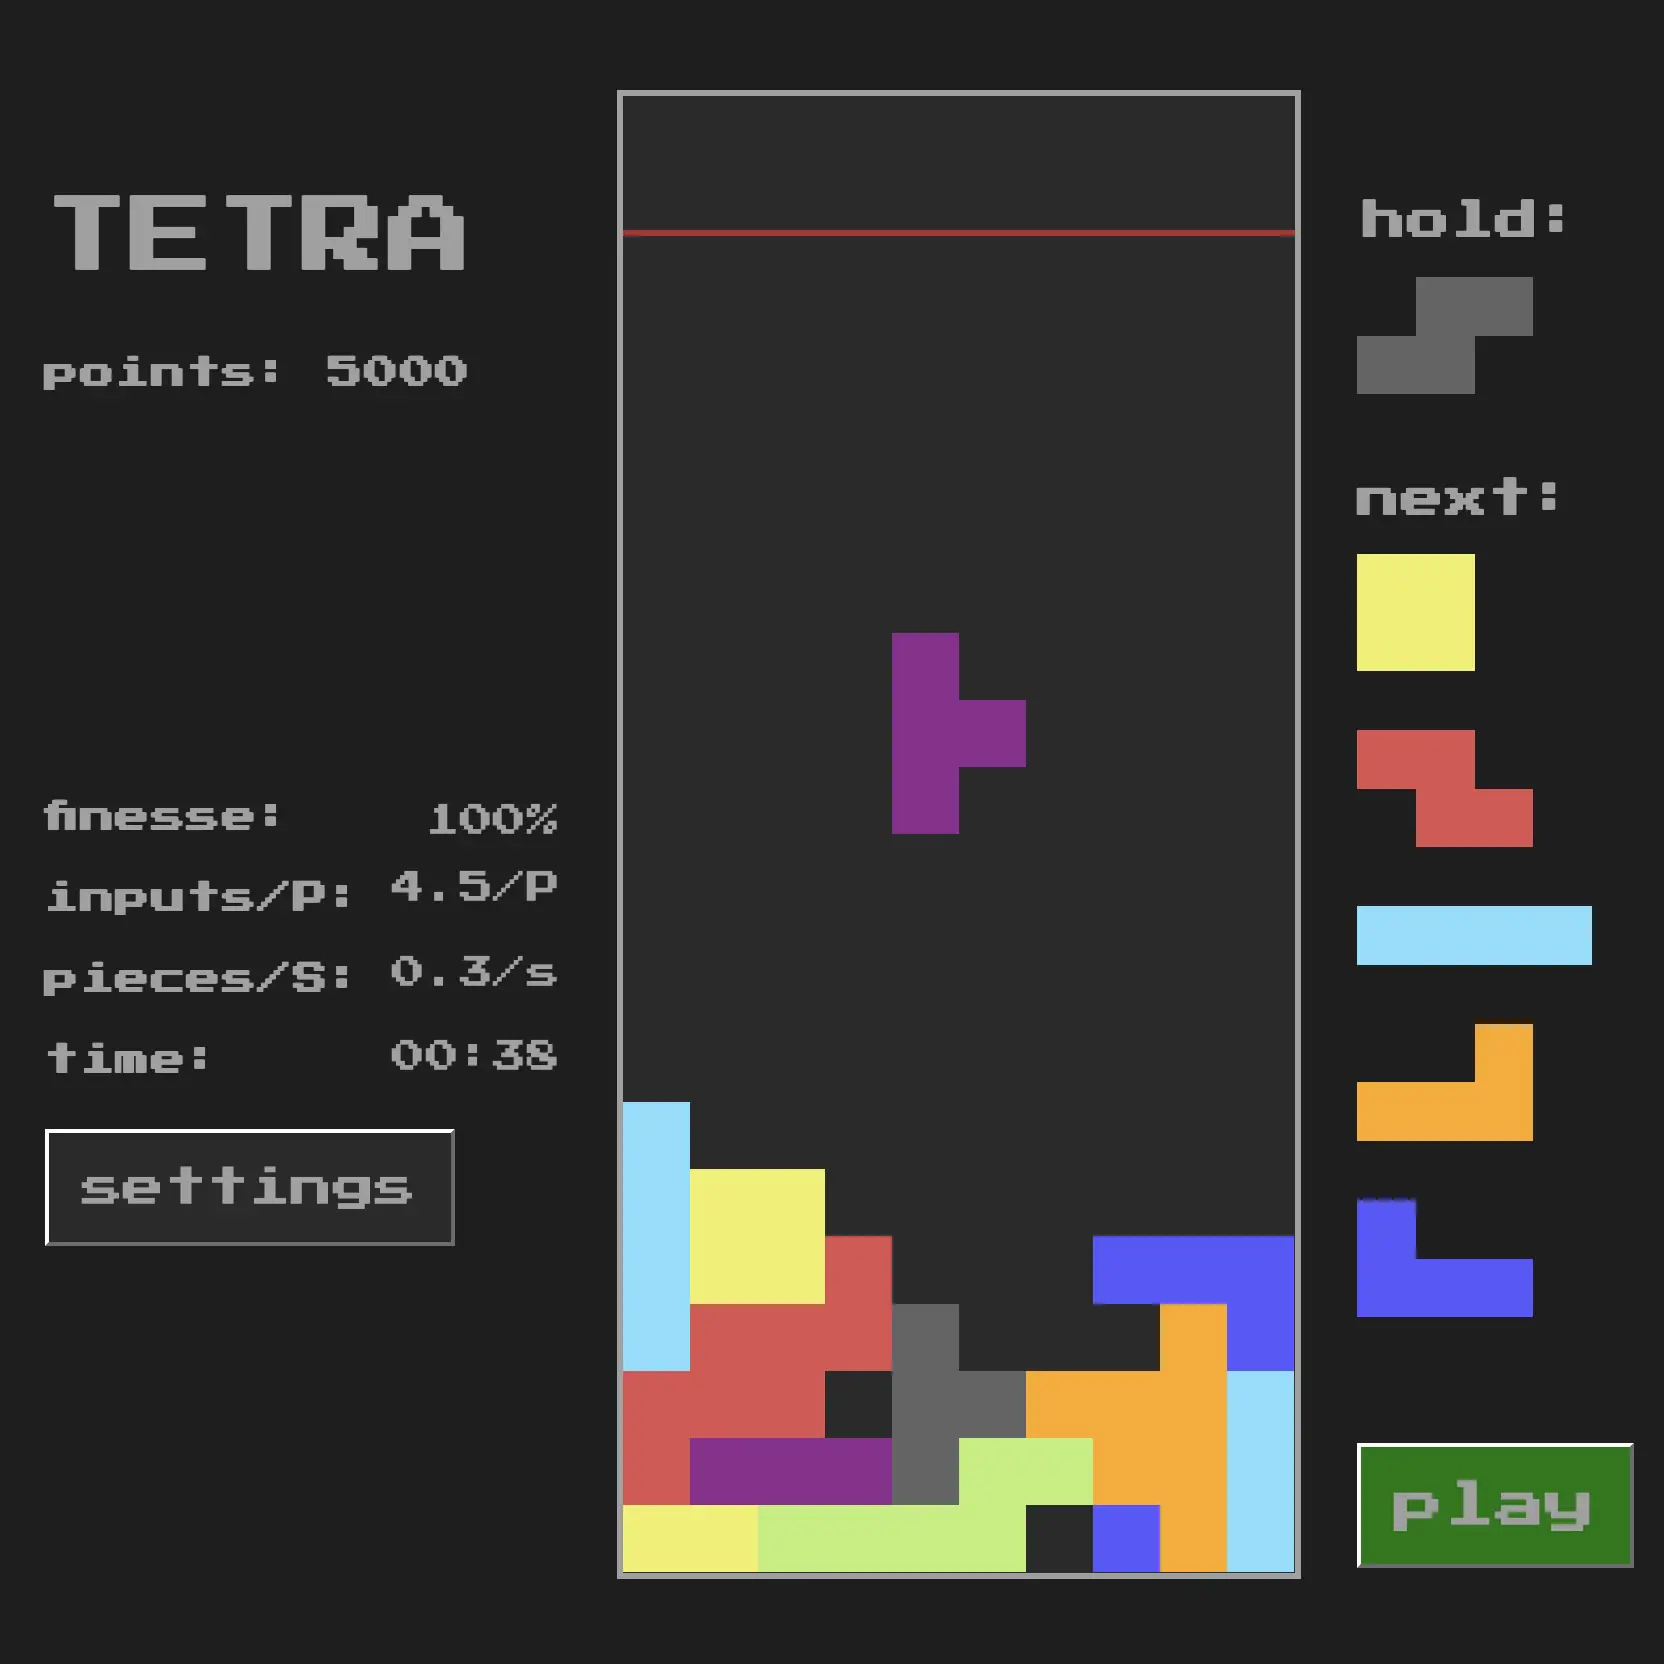 TETRA
points: 5000
finesse: 100%
inputs/P: 4.5/P
pieces/S: 0.3/s
time: 00:38
settings
hold:
next:
play